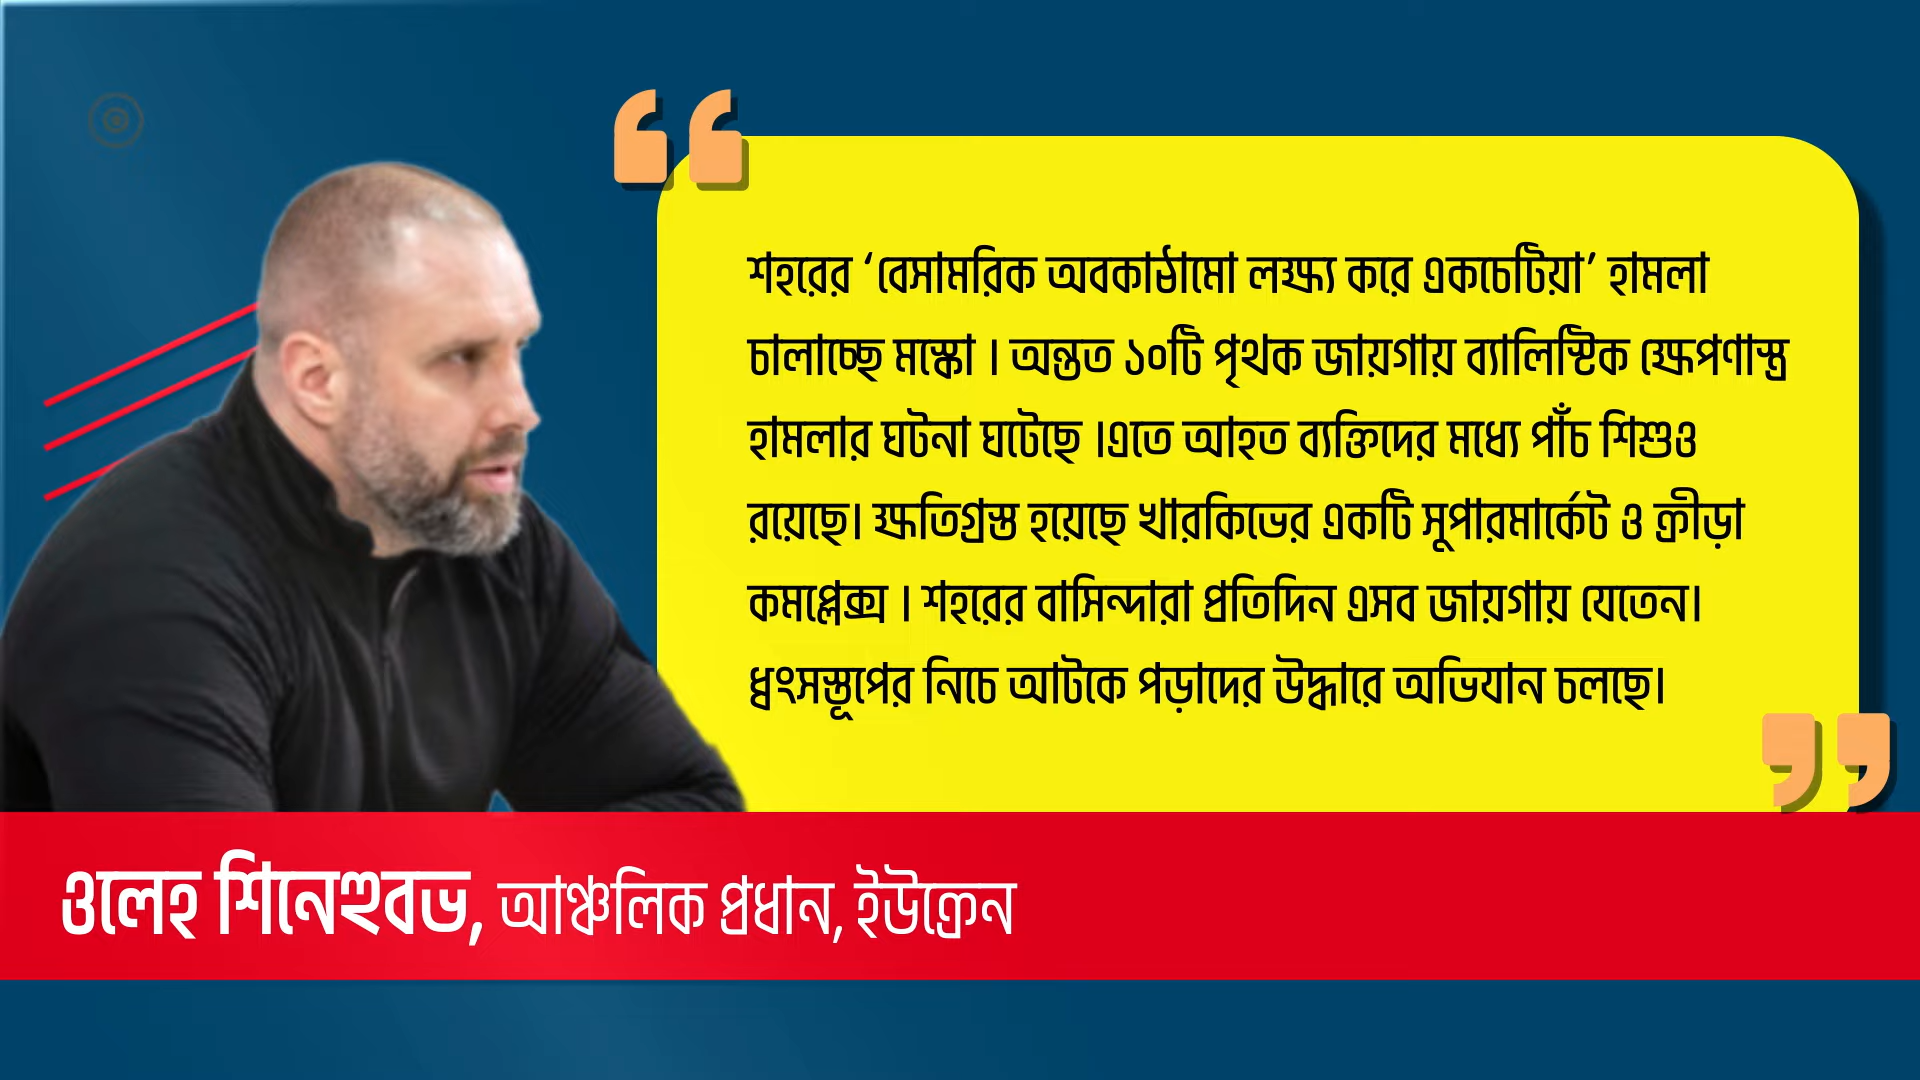 শহরের ‘বেসামরিক অবকাঠামো লক্ষ্য করে একচেটিয়া’ হামলা
চালাচ্ছে মস্কো । অন্তত ১০টি পৃথক জায়গায় ব্যালিস্টিক ক্ষেপণাস্ত্র
হামলার ঘটনা ঘটেছে ।এতে আহত ব্যক্তিদের মধ্যে পাঁচ শিশুও
রয়েছে। ক্ষতিগ্রস্ত হয়েছে খারকিভের একটি সুপারমার্কেট ও ক্রীড়া
কমপ্লেক্স । শহরের বাসিন্দারা প্রতিদিন এসব জায়গায় যেতেন।
ধ্বংসস্তূপের নিচে আটকে পড়াদের উদ্ধারে অভিযান চলছে।
ওলেহ শিনেহুবভ, আঞ্চলিক প্রধান, ইউক্রেন